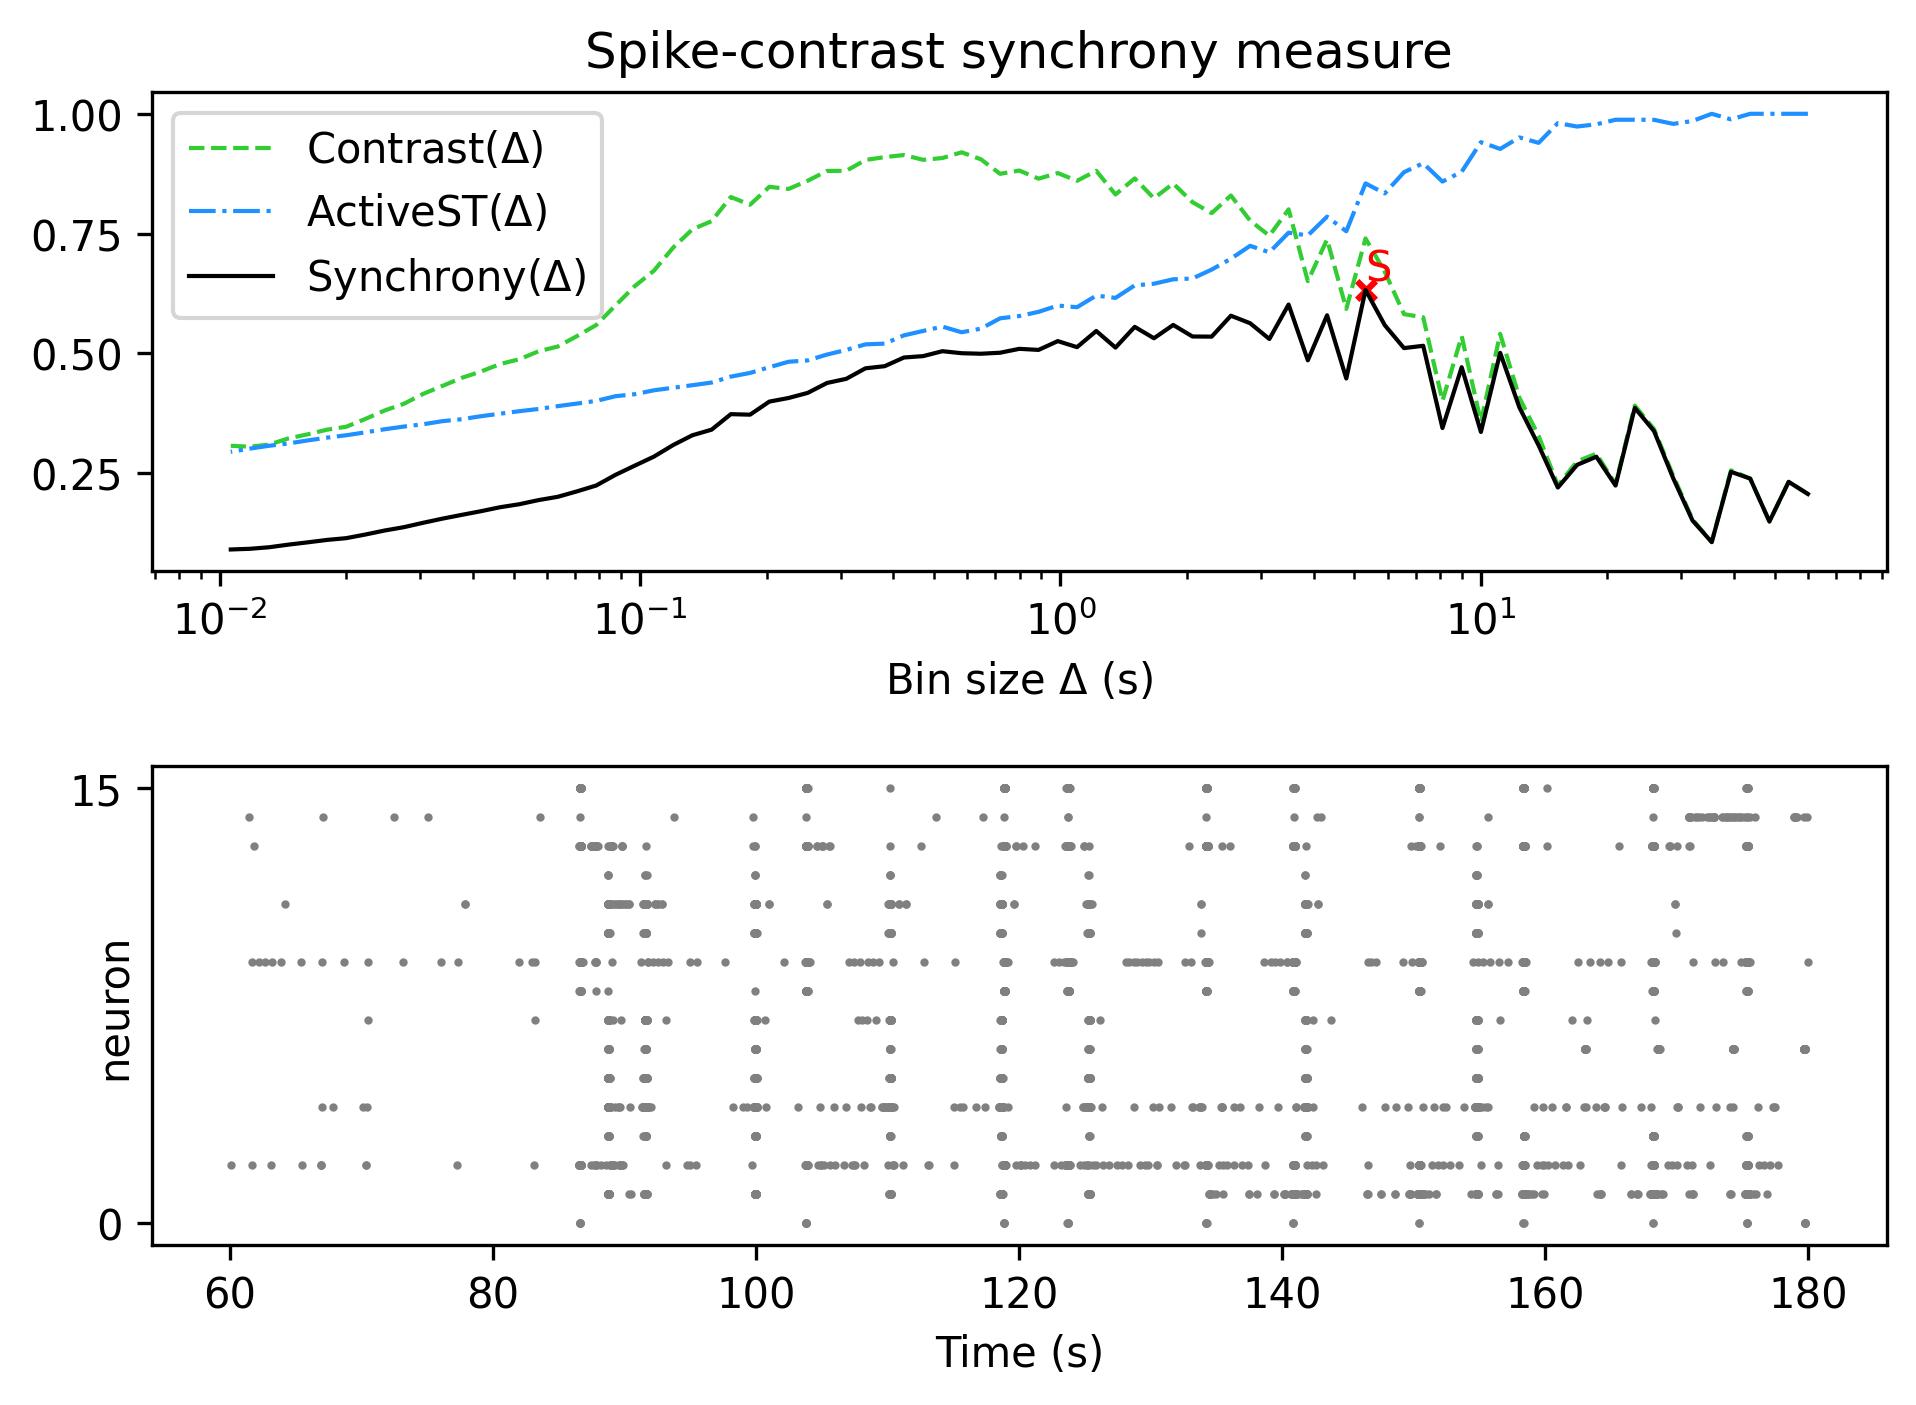 Spike-contrast synchrony measure
1.00
0.75
0.50
0.25
Contrast(Δ)
ActiveST(Δ)
Synchrony(Δ)
S
10⁻² 10⁻¹ 10⁰ 10¹
Bin size Δ (s)
15
0
neuron
60 80 100 120 140 160 180
Time (s)